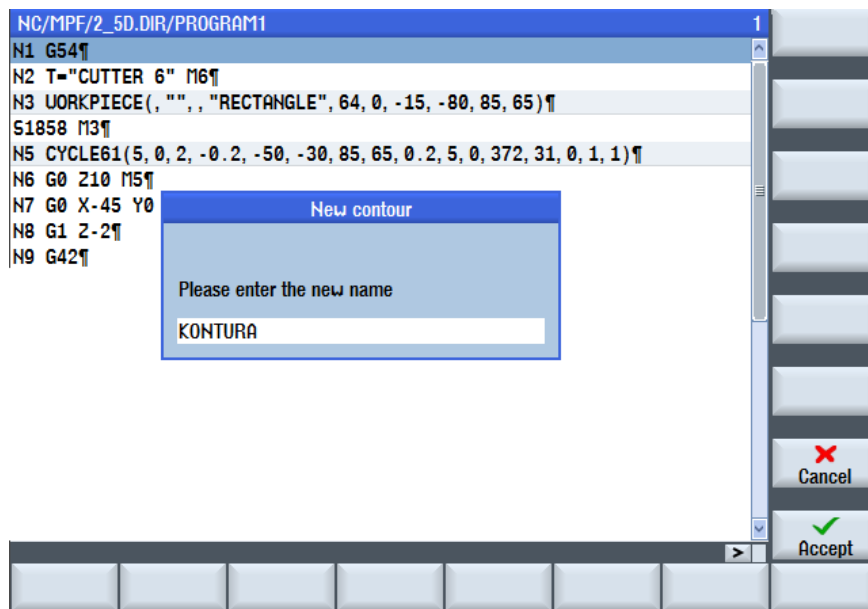 NC/MPF/2_5D.DIR/PROGRAM1 1
N1 G54¶
N2 T="CUTTER 6" M6¶
N3 WORKPIECE(,"",,"RECTANGLE",64,0,-15,-80,85,65)¶
S1858 M3¶
N5 CYCLE61(5,0,2,-0.2,-50,-30,85,65,0.2,5,0,372,31,0,1,1)¶
N6 G0 Z10 M5¶
N7 G0 X-45 Y0
N8 G1 Z-2¶
N9 G42¶
New contour
Please enter the new name
KONTURA
Cancel
Accept
>